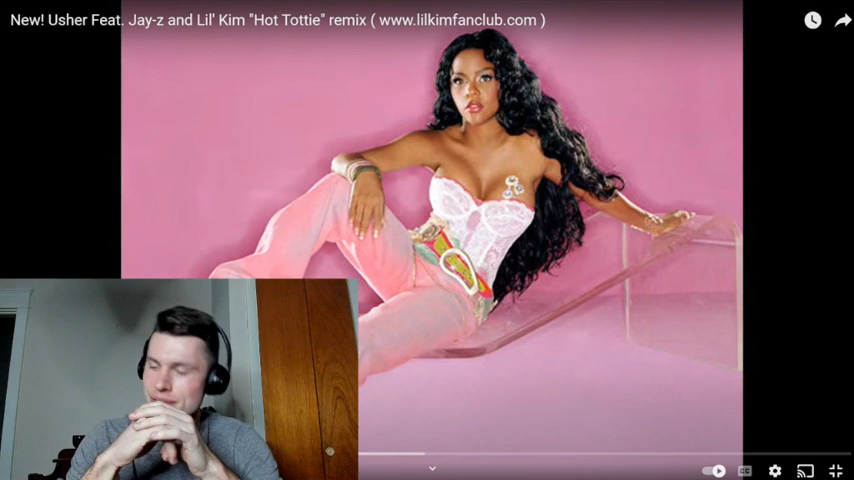 New! Usher Feat. Jay-z and Lil' Kim "Hot Tottie" remix ( www.lilkimfanclub.com )